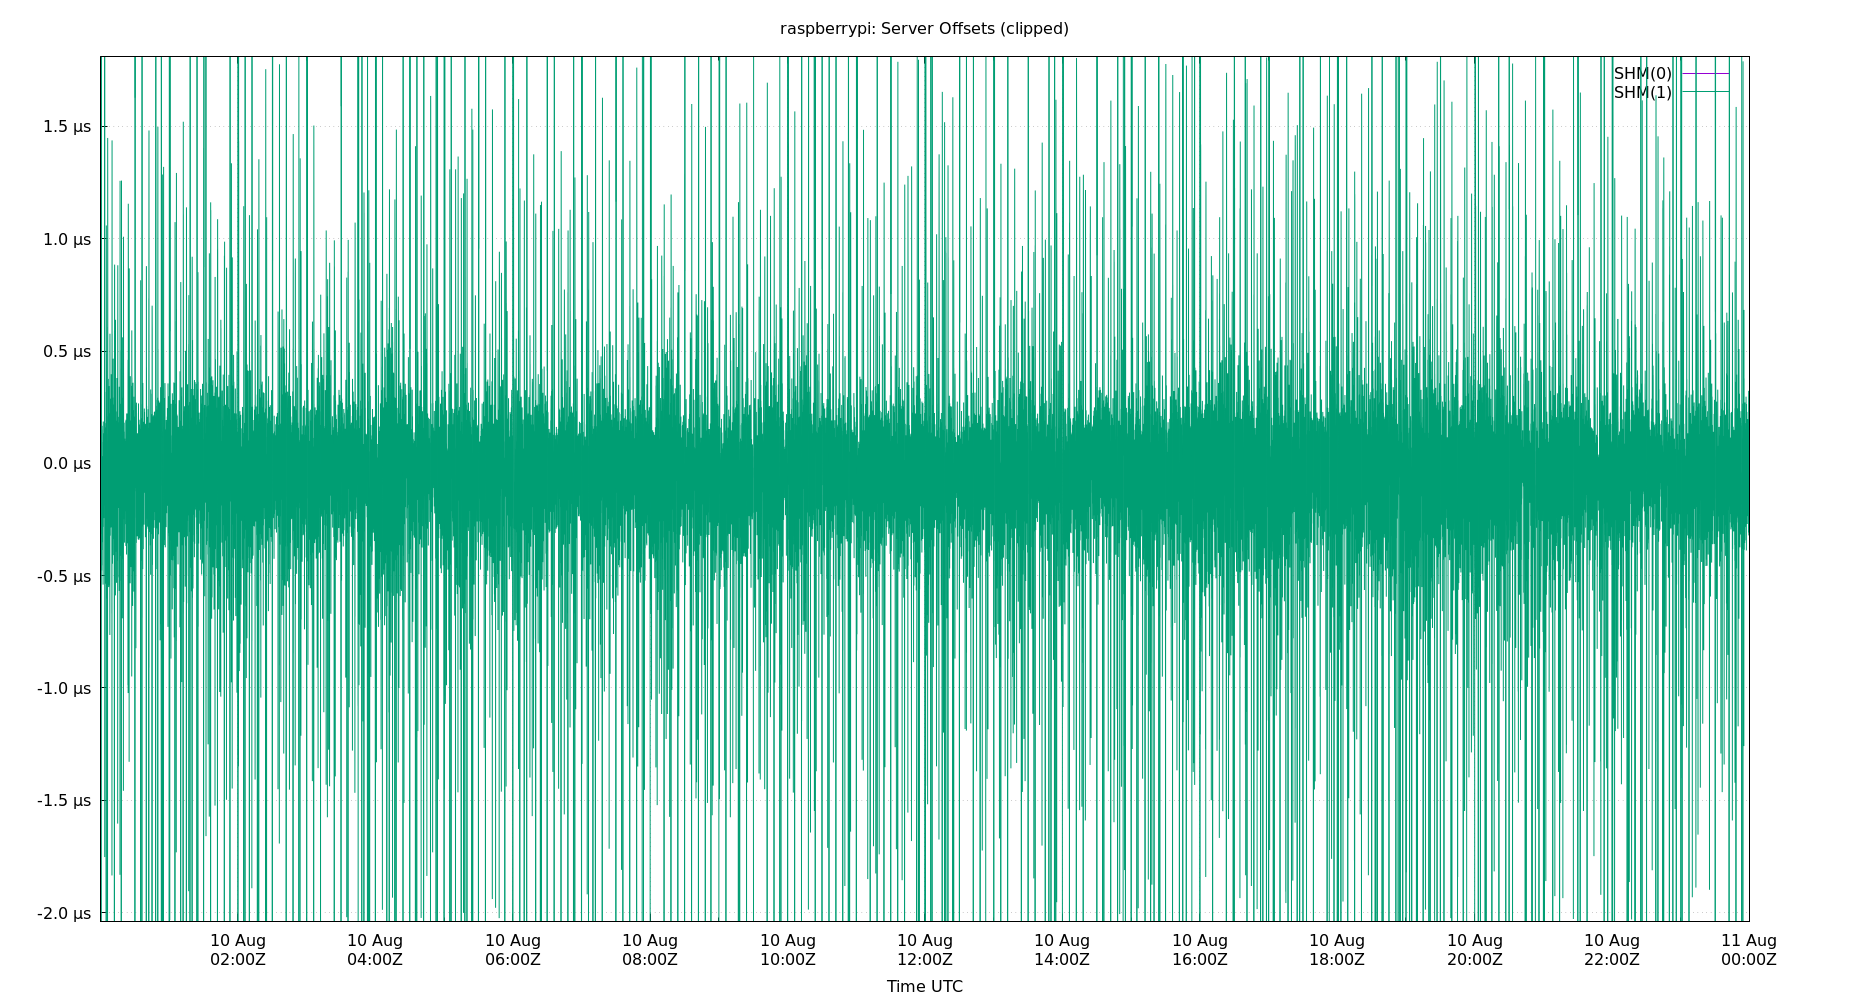 raspberrypi: Server Offsets (clipped)
SHM(0)
SHM(1)
1.5 µs
1.0 µs
0.5 µs
0.0 µs
-0.5 µs
-1.0 µs
-1.5 µs
-2.0 µs
10 Aug 10 Aug 10 Aug 10 Aug 10 Aug 10 Aug 10 Aug 10 Aug 10 Aug 10 Aug 10 Aug 11 Aug
02:00Z 04:00Z 06:00Z 08:00Z 10:00Z 12:00Z 14:00Z 16:00Z 18:00Z 20:00Z 22:00Z 00:00Z
Time UTC